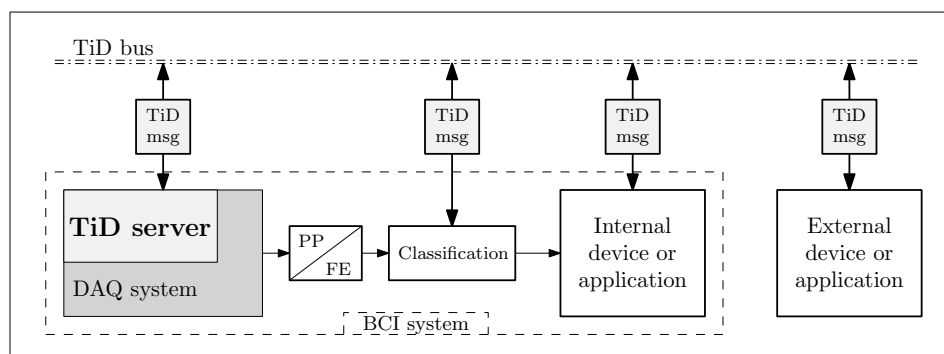 TiD bus
TiD
msg
TiD
msg
TiD
msg
TiD
msg
TiD server
DAQ system
PP
FE
Classification
Internal
device or
application
External
device or
application
BCI system